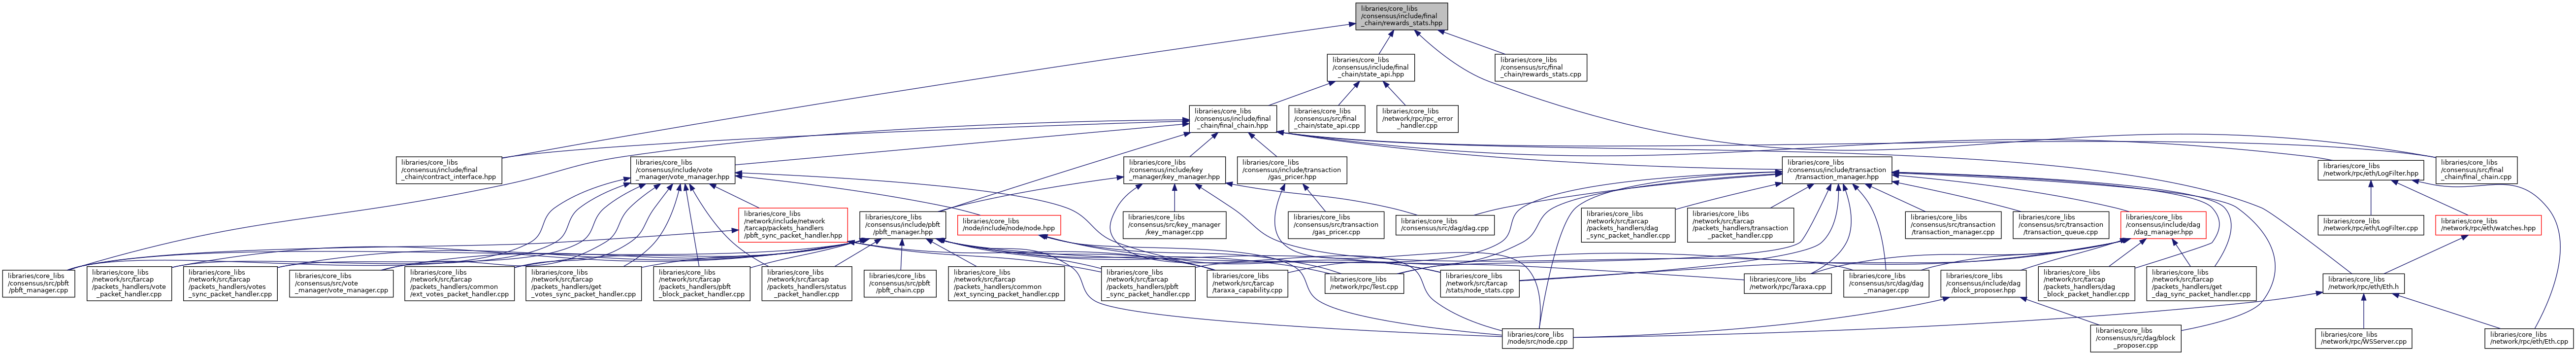 libraries/core_libs
/consensus/include/final
_chain/rewards_stats.hpp
libraries/core_libs
/consensus/include/final
_chain/state_api.hpp
libraries/core_libs
/consensus/src/final
_chain/rewards_stats.cpp
libraries/core_libs
/consensus/include/final
_chain/final_chain.hpp
libraries/core_libs
/consensus/src/final
_chain/state_api.cpp
libraries/core_libs
/network/rpc/rpc_error
_handler.cpp
libraries/core_libs
/consensus/include/final
_chain/contract_interface.hpp
libraries/core_libs
/consensus/include/vote
_manager/vote_manager.hpp
libraries/core_libs
/consensus/include/key
_manager/key_manager.hpp
libraries/core_libs
/consensus/include/transaction
/gas_pricer.hpp
libraries/core_libs
/consensus/include/transaction
/transaction_manager.hpp
libraries/core_libs
/network/rpc/eth/LogFilter.hpp
libraries/core_libs
/consensus/src/final
_chain/final_chain.cpp
libraries/core_libs
/network/include/network
/tarcap/packets_handlers
/pbft_sync_packet_handler.hpp
libraries/core_libs
/consensus/include/pbft
/pbft_manager.hpp
libraries/core_libs
/node/include/node/node.hpp
libraries/core_libs
/consensus/src/key_manager
/key_manager.cpp
libraries/core_libs
/consensus/src/transaction
/gas_pricer.cpp
libraries/core_libs
/consensus/src/dag/dag.cpp
libraries/core_libs
/network/src/tarcap
/packets_handlers/dag
_sync_packet_handler.cpp
libraries/core_libs
/network/src/tarcap
/packets_handlers/transaction
_packet_handler.cpp
libraries/core_libs
/consensus/src/transaction
/transaction_manager.cpp
libraries/core_libs
/consensus/src/transaction
/transaction_queue.cpp
libraries/core_libs
/consensus/include/dag
/dag_manager.hpp
libraries/core_libs
/network/rpc/eth/LogFilter.cpp
libraries/core_libs
/network/rpc/eth/watches.hpp
libraries/core_libs
/consensus/src/pbft
/pbft_manager.cpp
libraries/core_libs
/network/src/tarcap
/packets_handlers/vote
_packet_handler.cpp
libraries/core_libs
/network/src/tarcap
/packets_handlers/votes
_sync_packet_handler.cpp
libraries/core_libs
/consensus/src/vote
_manager/vote_manager.cpp
libraries/core_libs
/network/src/tarcap
/packets_handlers/common
/ext_votes_packet_handler.cpp
libraries/core_libs
/network/src/tarcap
/packets_handlers/get
_votes_sync_packet_handler.cpp
libraries/core_libs
/network/src/tarcap
/packets_handlers/pbft
_block_packet_handler.cpp
libraries/core_libs
/network/src/tarcap
/packets_handlers/status
_packet_handler.cpp
libraries/core_libs
/consensus/src/pbft
/pbft_chain.cpp
libraries/core_libs
/network/src/tarcap
/packets_handlers/common
/ext_syncing_packet_handler.cpp
libraries/core_libs
/network/src/tarcap
/packets_handlers/pbft
_sync_packet_handler.cpp
libraries/core_libs
/network/src/tarcap
/taraxa_capability.cpp
libraries/core_libs
/network/rpc/Test.cpp
libraries/core_libs
/network/src/tarcap
/stats/node_stats.cpp
libraries/core_libs
/network/rpc/Taraxa.cpp
libraries/core_libs
/consensus/src/dag/dag
_manager.cpp
libraries/core_libs
/consensus/include/dag
/block_proposer.hpp
libraries/core_libs
/network/src/tarcap
/packets_handlers/dag
_block_packet_handler.cpp
libraries/core_libs
/network/src/tarcap
/packets_handlers/get
_dag_sync_packet_handler.cpp
libraries/core_libs
/network/rpc/eth/Eth.h
libraries/core_libs
/node/src/node.cpp
libraries/core_libs
/consensus/src/dag/block
_proposer.cpp
libraries/core_libs
/network/rpc/WSServer.cpp
libraries/core_libs
/network/rpc/eth/Eth.cpp